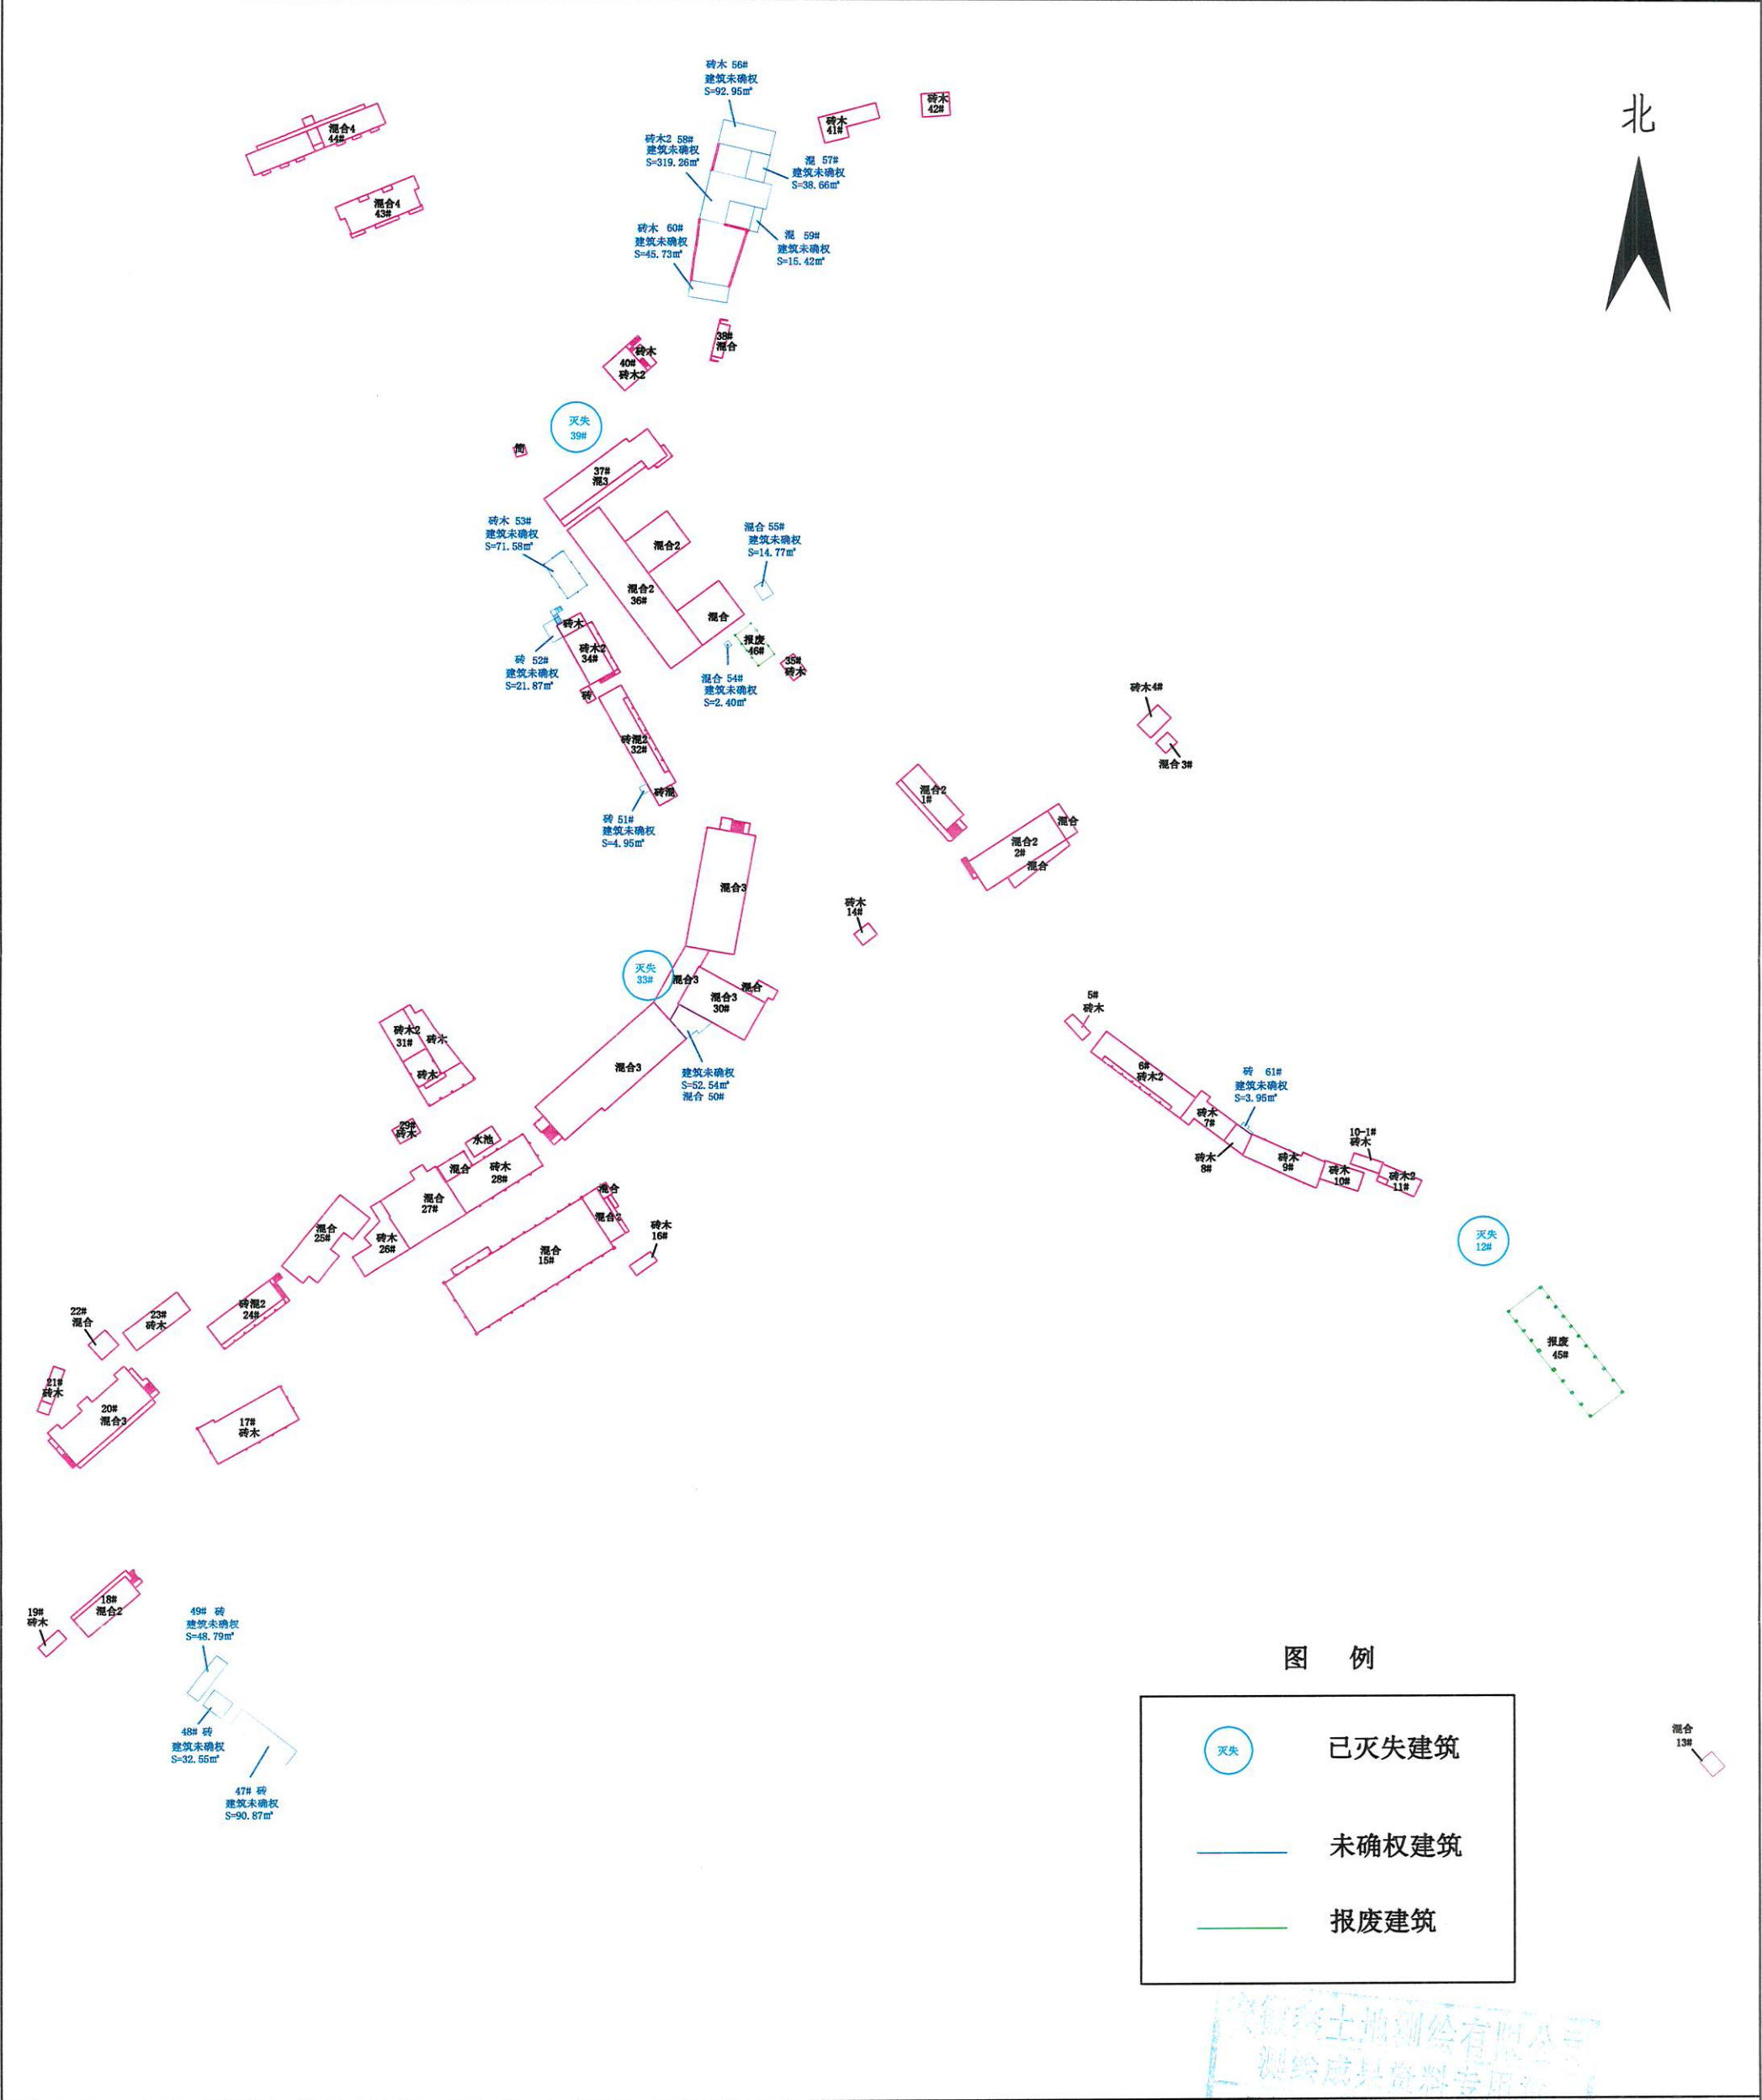 砖木 56#
建筑未确权
S=92.95㎡
砖木
42#
北
砖木
41#
混合4
44#
砖木2 58#
建筑未确权
S=319.26㎡
混 57#
建筑未确权
S=38.66㎡
混合4
43#
砖木 60#
建筑未确权
S=45.73㎡
混 59#
建筑未确权
S=15.42㎡
38#
混合
砖木
40#
砖木2
灭失
39#
简
37#
混3
砖木 53#
建筑未确权
S=71.58㎡
混合2
混合 55#
建筑未确权
S=14.77㎡
混合2
36#
混合
砖木
砖木2
34#
报废
46#
砖 52#
建筑未确权
S=21.87㎡
35#
砖木
混合 54#
建筑未确权
S=2.40㎡
砖
砖木4#
混合3#
砖混2
32#
砖混
砖 51#
建筑未确权
S=4.95㎡
混合2
1#
混合
混合2
2#
混合
混合3
砖木
14#
灭失
33#
混合3
混合
混合3
30#
5#
砖木
砖木2
31#
砖木
砖木
混合3
建筑未确权
S=52.54㎡
混合 50#
6#
砖木2
砖 61#
建筑未确权
S=3.95㎡
砖木
7#
29#
砖木
水池
混合
砖木
28#
砖木
8#
砖木
9#
10-1#
砖木
砖木
10#
砖木2
11#
混合
27#
混合
混合2
砖木
16#
混合
25#
砖木
26#
混合
15#
灭失
12#
22#
混合
23#
砖木
砖混2
24#
报废
45#
21#
砖木
20#
混合3
17#
砖木
18#
混合2
19#
砖木
49# 砖
建筑未确权
S=48.79㎡
48# 砖
建筑未确权
S=32.55㎡
47# 砖
建筑未确权
S=90.87㎡
图 例
灭失
已灭失建筑
未确权建筑
报废建筑
混合
13#
土地测绘有限公司
测绘成果资料专用